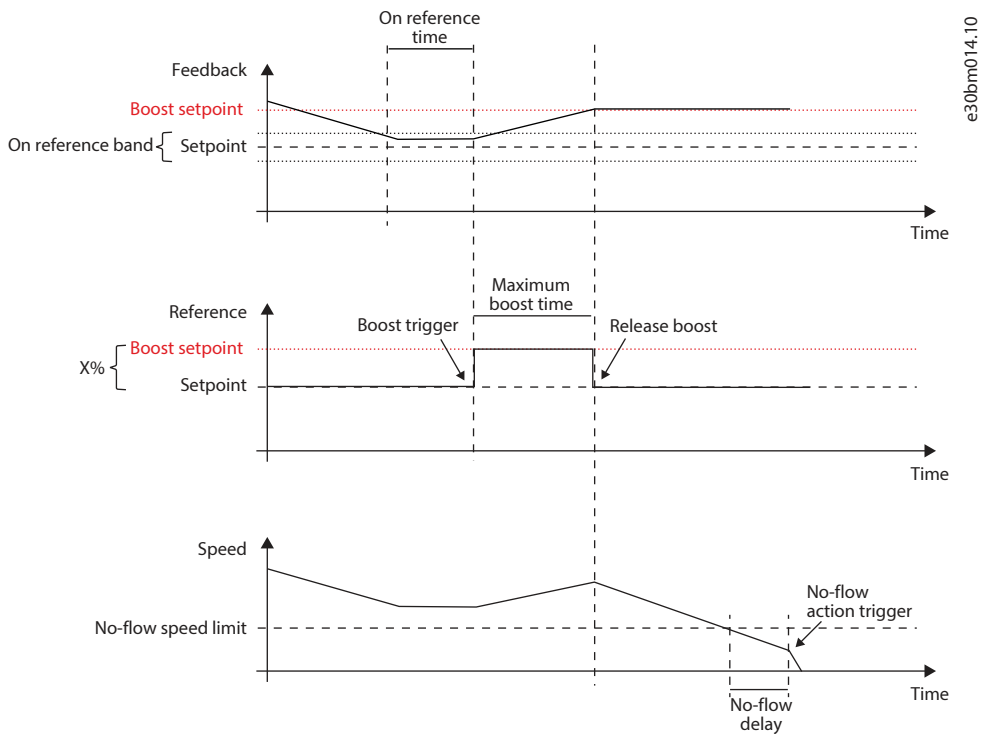 On reference
time
e30bm014.10
Feedback
Boost setpoint
On reference band
Setpoint
Time
Maximum
boost time
Reference
Boost trigger
Release boost
Boost setpoint
X%
Setpoint
Time
Speed
No-flow
action trigger
No-flow speed limit
Time
No-flow
delay